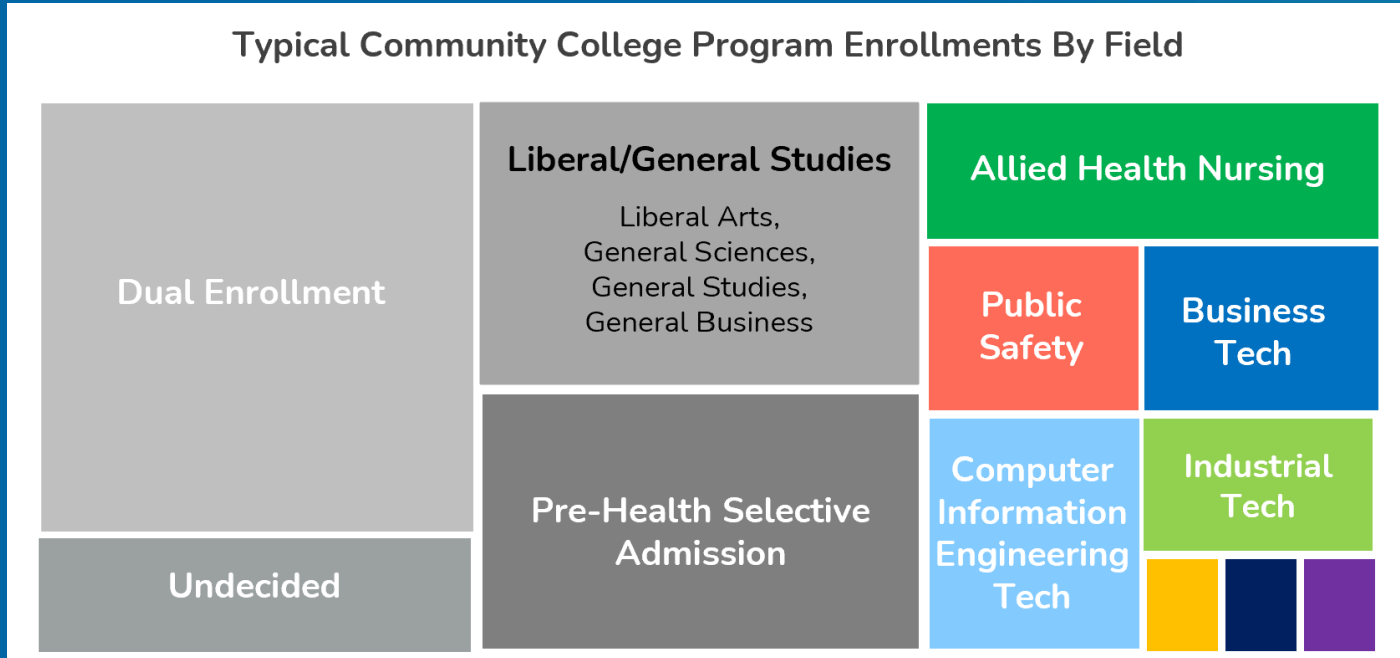 Typical Community College Program Enrollments By Field
Dual Enrollment
Undecided
Liberal/General Studies
Liberal Arts,
General Sciences,
General Studies,
General Business
Pre-Health Selective
Admission
Allied Health Nursing
Public
Safety
Business
Tech
Computer
Information
Engineering
Tech
Industrial
Tech